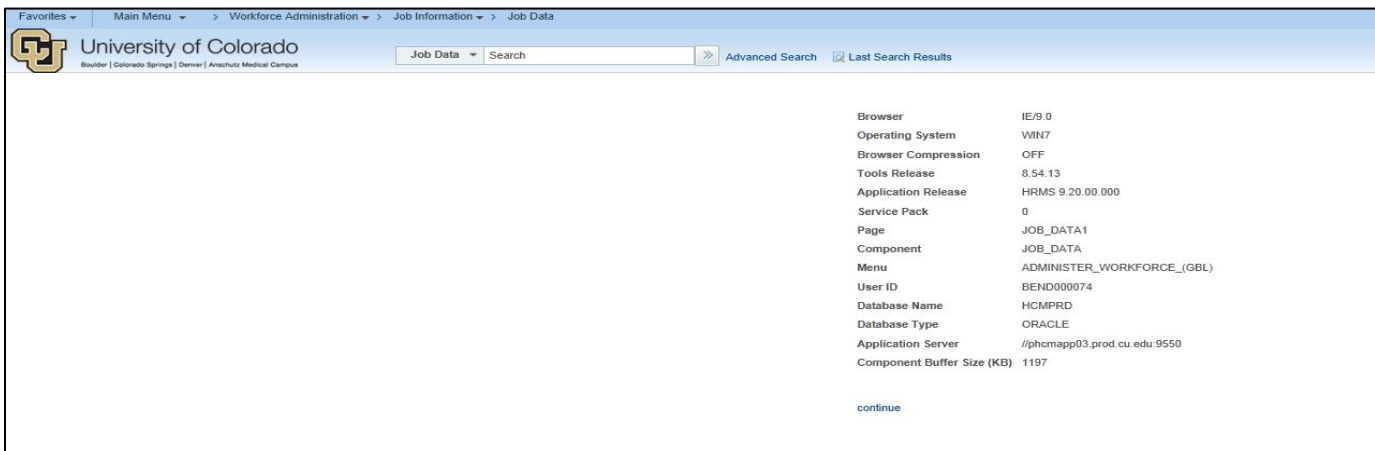 Favorites Main Menu > Workforce Administration > Job Information > Job Data
CU University of Colorado
Boulder | Colorado Springs | Denver | Anschutz Medical Campus
Job Data Search >> Advanced Search Last Search Results
Browser IE/9.0
Operating System WIN7
Browser Compression OFF
Tools Release 8.54.13
Application Release HRMS 9.20.00.000
Service Pack 0
Page JOB_DATA1
Component JOB_DATA
Menu ADMINISTER_WORKFORCE_(GBL)
User ID BEND000074
Database Name HCMPRD
Database Type ORACLE
Application Server //phcmapp03.prod.cu.edu:9550
Component Buffer Size (KB) 1197
continue